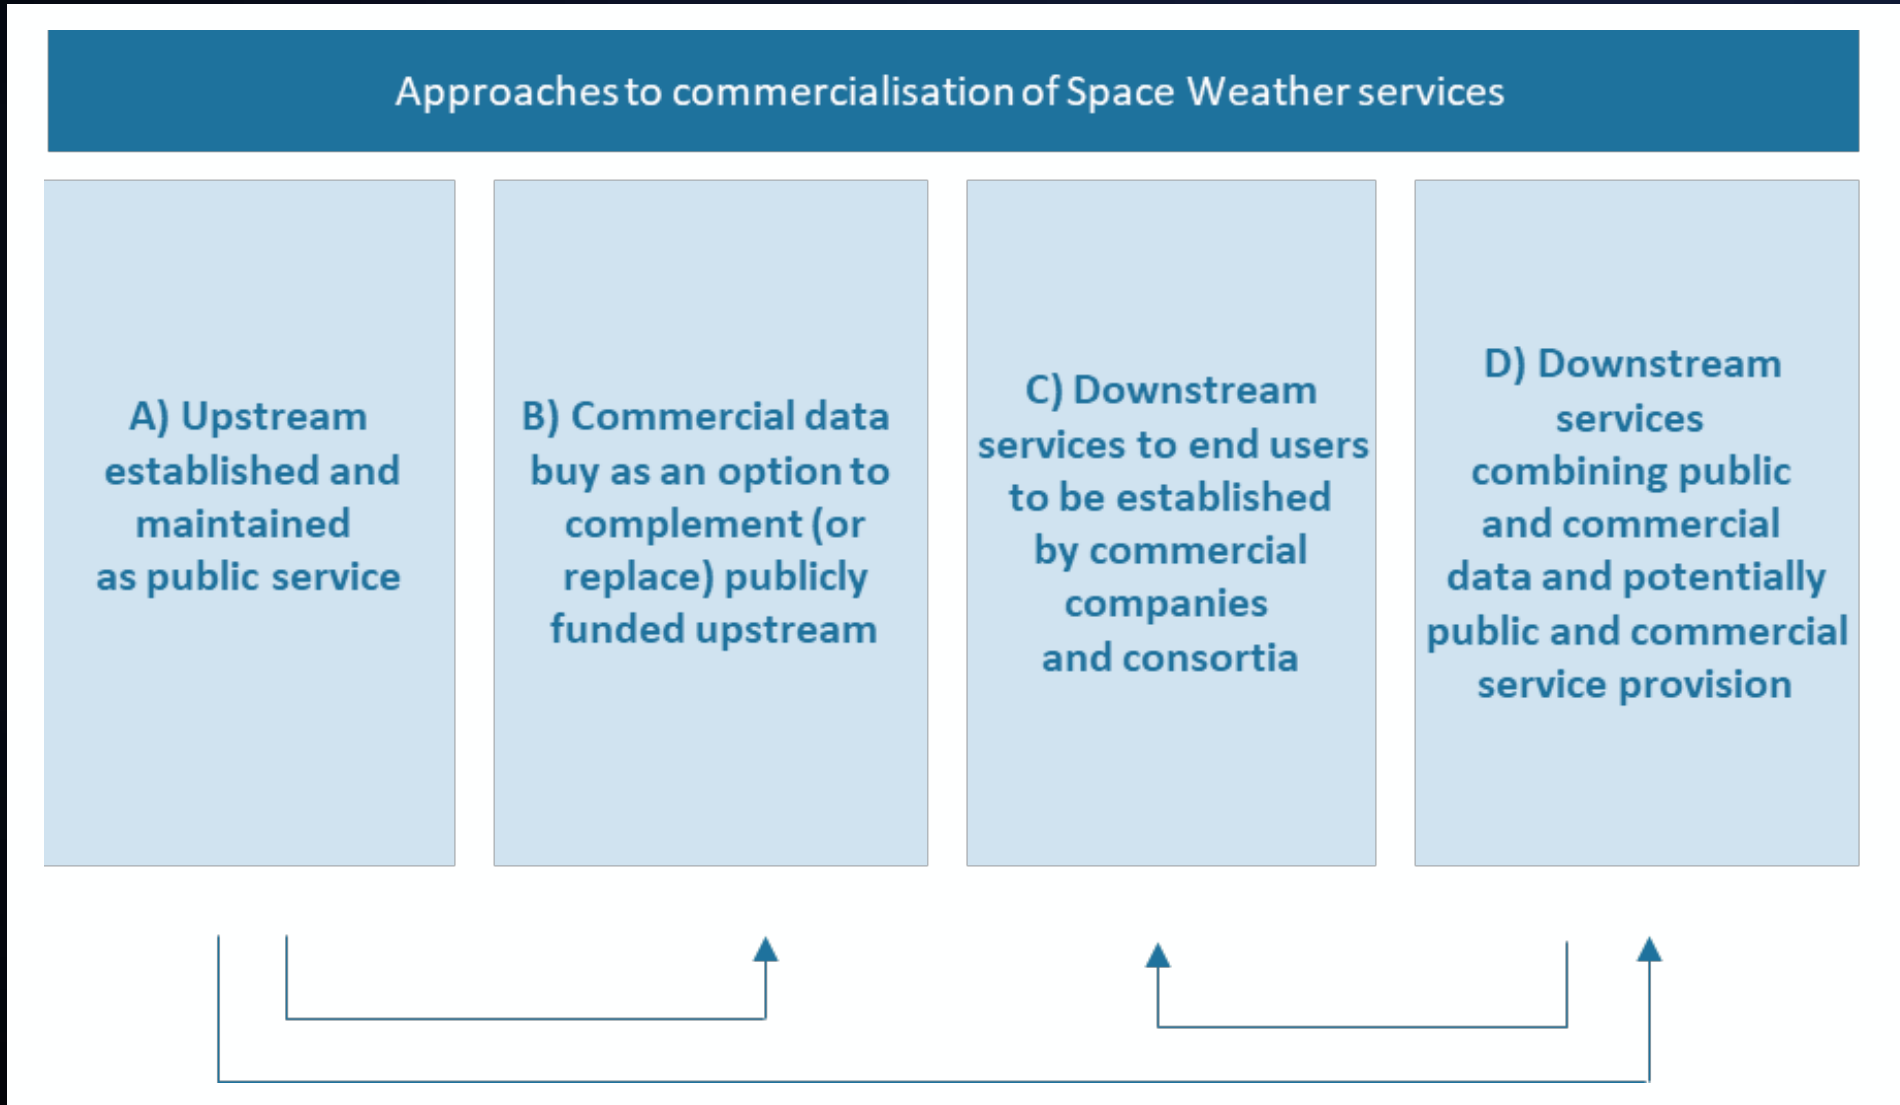 Approaches to commercialisation of Space Weather services
A) Upstream
established and
maintained
as public service
B) Commercial data
buy as an option to
complement (or
replace) publicly
funded upstream
C) Downstream
services to end users
to be established
by commercial
companies
and consortia
D) Downstream
services
combining public
and commercial
data and potentially
public and commercial
service provision